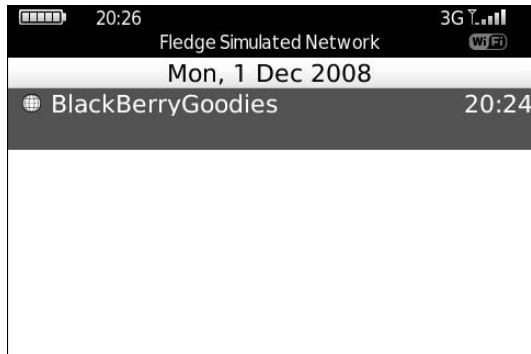 20:26 3G
Fledge Simulated Network WiFi
Mon, 1 Dec 2008
BlackBerryGoodies 20:24